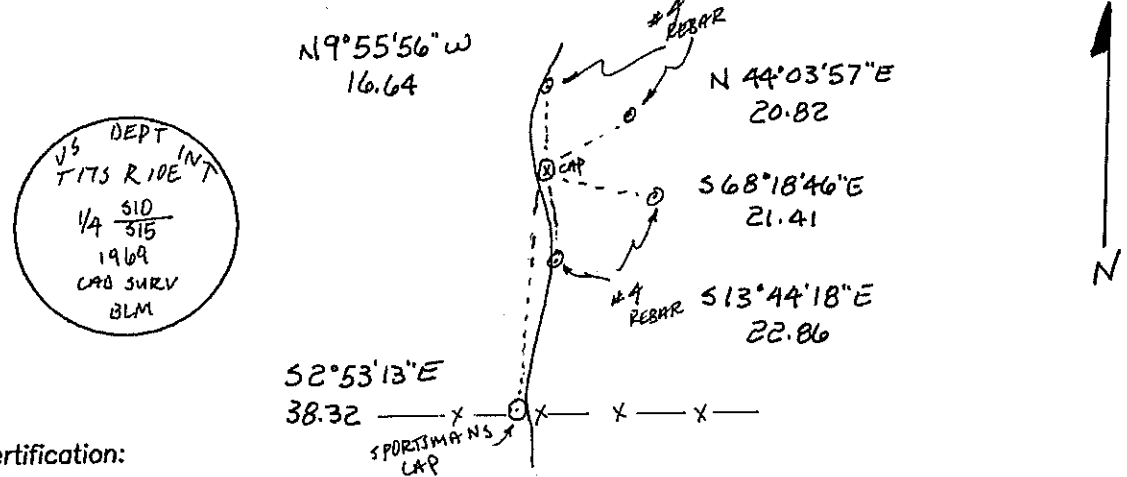 #4
REBAR
N9°55'56"W
16.64
N 44°03'57"E
20.82
US DEPT INT
T17S R10E
1/4 S10
S15
1969
CAD SURV
BLM
CAP
S68°18'46"E
21.41
#4
REBAR
S13°44'18"E
22.86
N
S2°53'13"E
38.32
X X X X
SPORTSMANS
CAP
ertification: